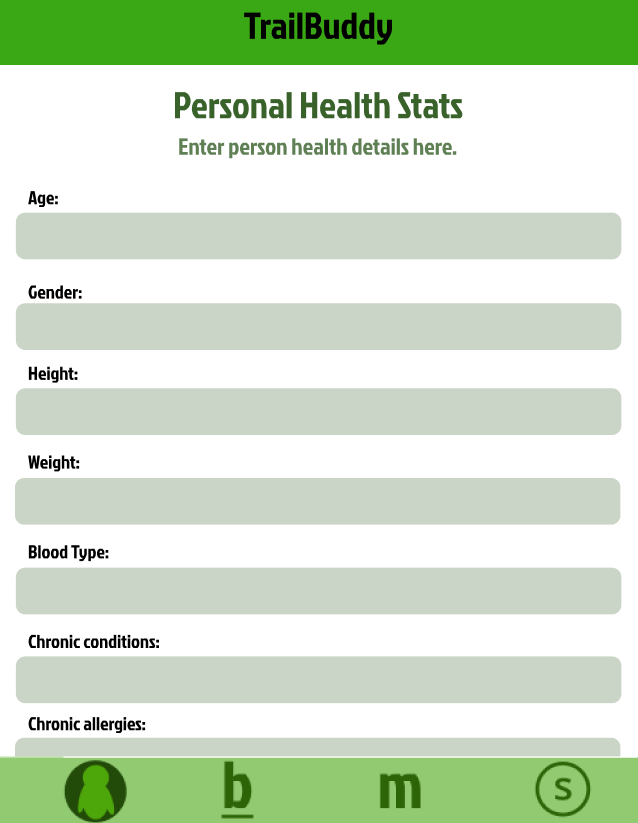 TrailBuddy
Personal Health Stats
Enter person health details here.
Age:
Gender:
Height:
Weight:
Blood Type:
Chronic conditions:
Chronic allergies:
b m S